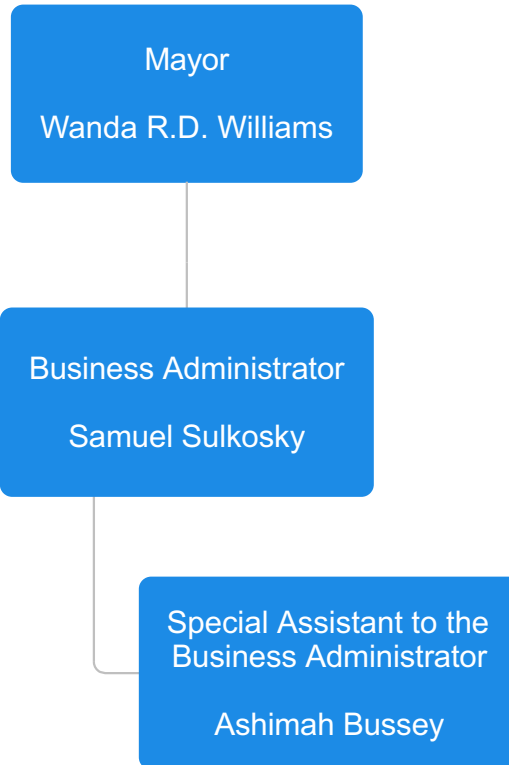 Mayor
Wanda R.D. Williams
Business Administrator
Samuel Sulkosky
Special Assistant to the
Business Administrator
Ashimah Bussey